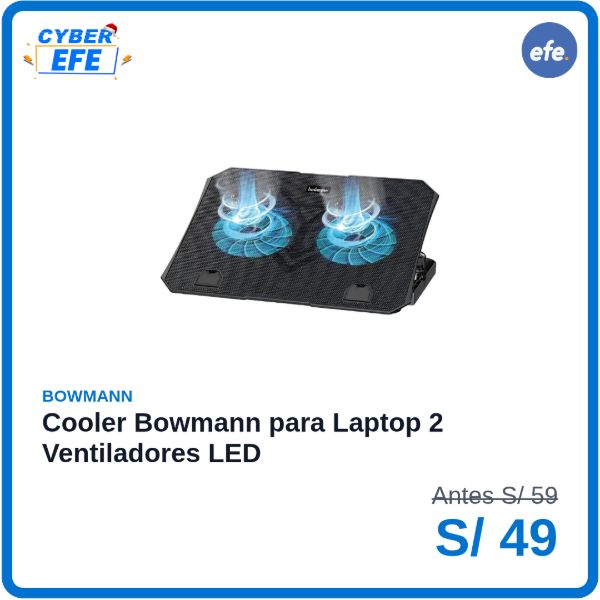 CYBER
EFE
efe.
BOWMANN
Cooler Bowmann para Laptop 2
Ventiladores LED
Antes S/ 59
S/ 49